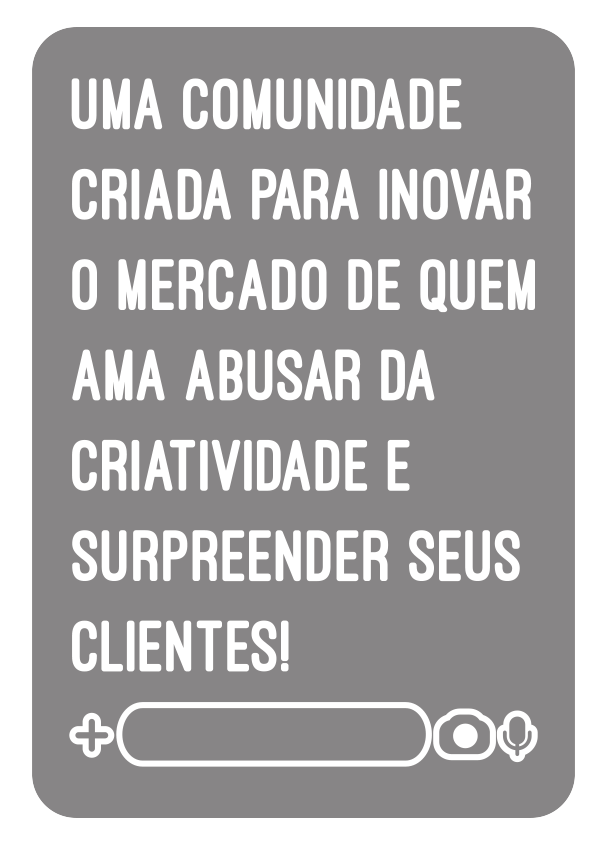 UMA COMUNIDADE
CRIADA PARA INOVAR
O MERCADO DE QUEM
AMA ABUSAR DA
CRIATIVIDADE E
SURPREENDER SEUS
CLIENTES!